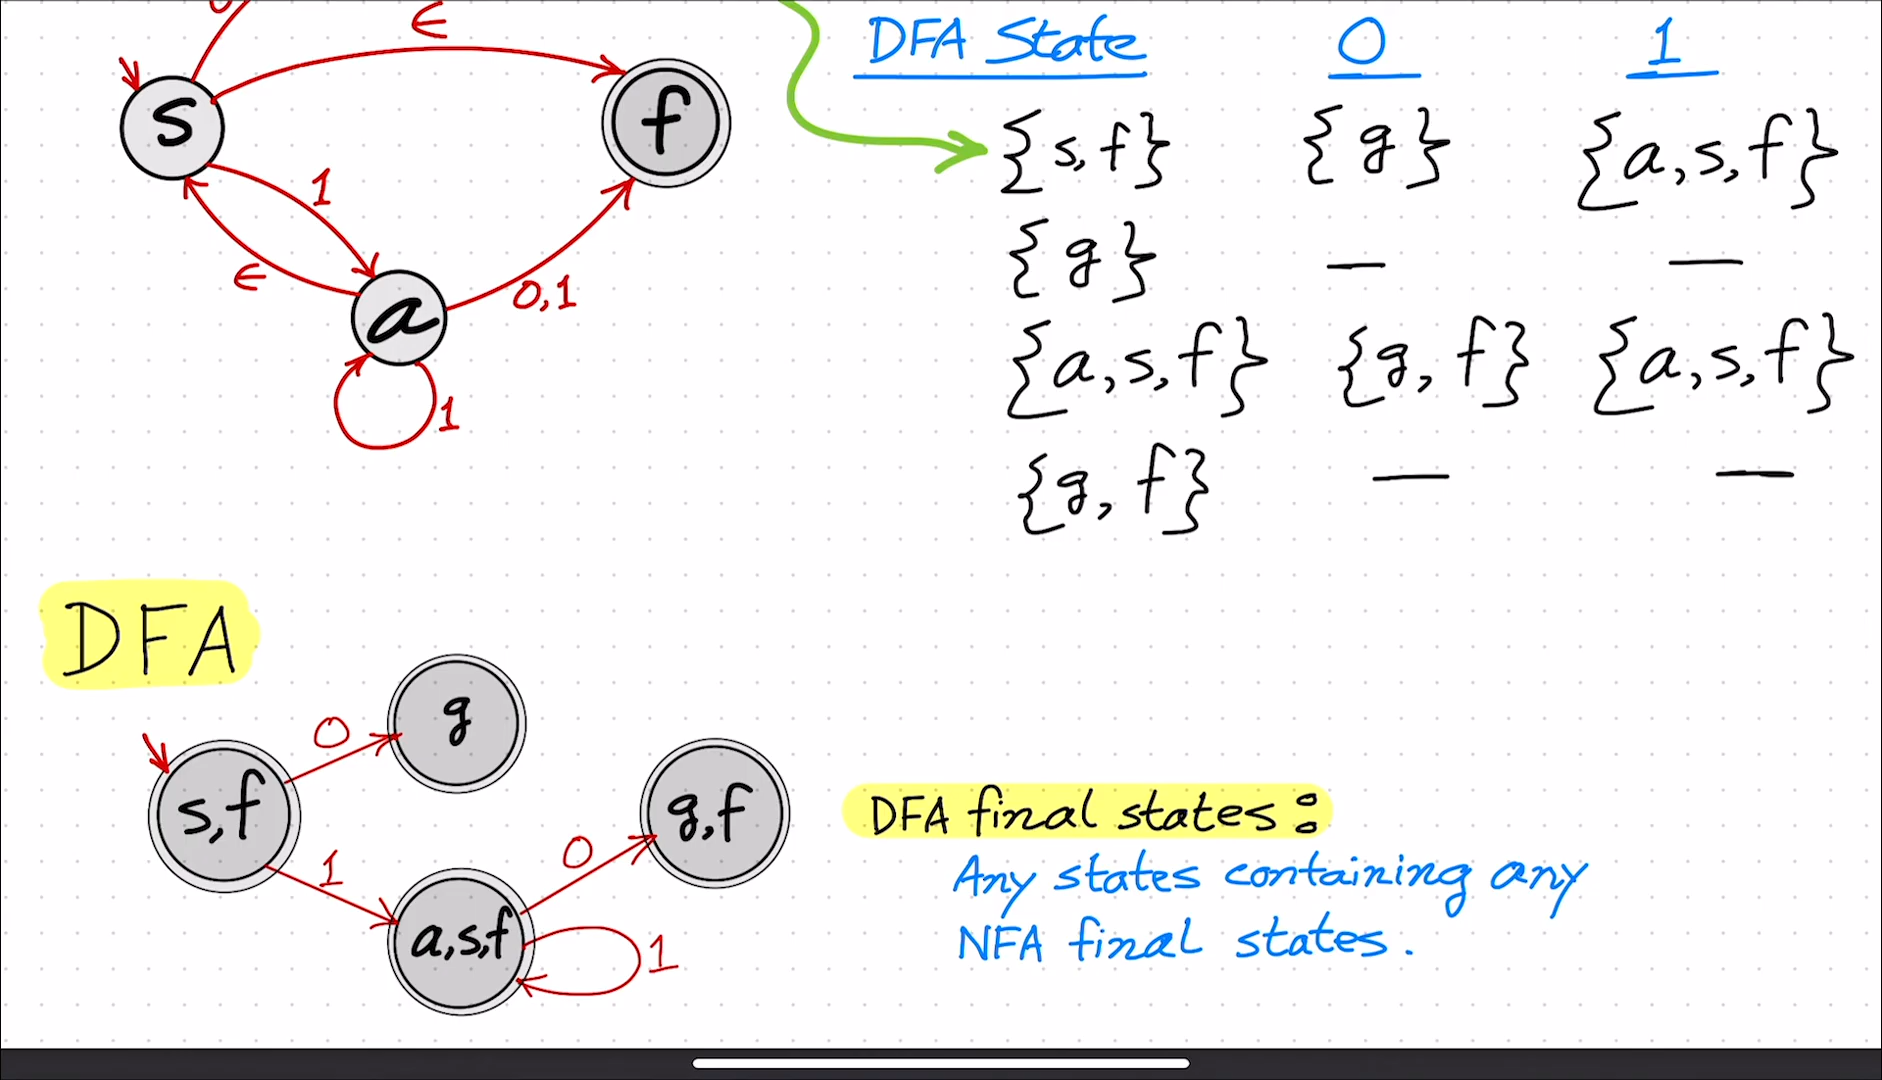 0
ϵ
s
f
1
ϵ
a
0,1
1
DFA State 0 1
{s,f} {g} {a,s,f}
{g} — —
{a,s,f} {g,f} {a,s,f}
{g,f} — —
DFA
g
0
s,f
g,f
1
0
a,s,f
1
DFA final states:
Any states containing any
NFA final states.